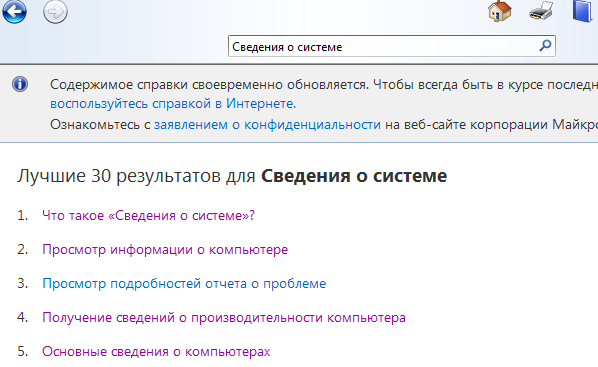 Сведения о системе
Содержимое справки своевременно обновляется. Чтобы всегда быть в курсе
воспользуйтесь справкой в Интернете.
Ознакомьтесь с заявлением о конфиденциальности на веб-сайте корпорации
Лучшие 30 результатов для Сведения о системе
1. Что такое «Сведения о системе»?
2. Просмотр информации о компьютере
3. Просмотр подробностей отчета о проблеме
4. Получение сведений о производительности компьютера
5. Основные сведения о компьютерах